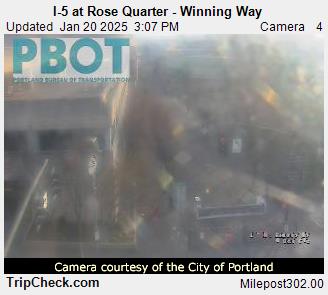 I-5 at Rose Quarter - Winning Way
Updated Jan 20 2025 3:07 PM Camera 4
PBOT
PORTLAND BUREAU OF TRANSPORTATION
Camera courtesy of the City of Portland
TripCheck.com Milepost302.00